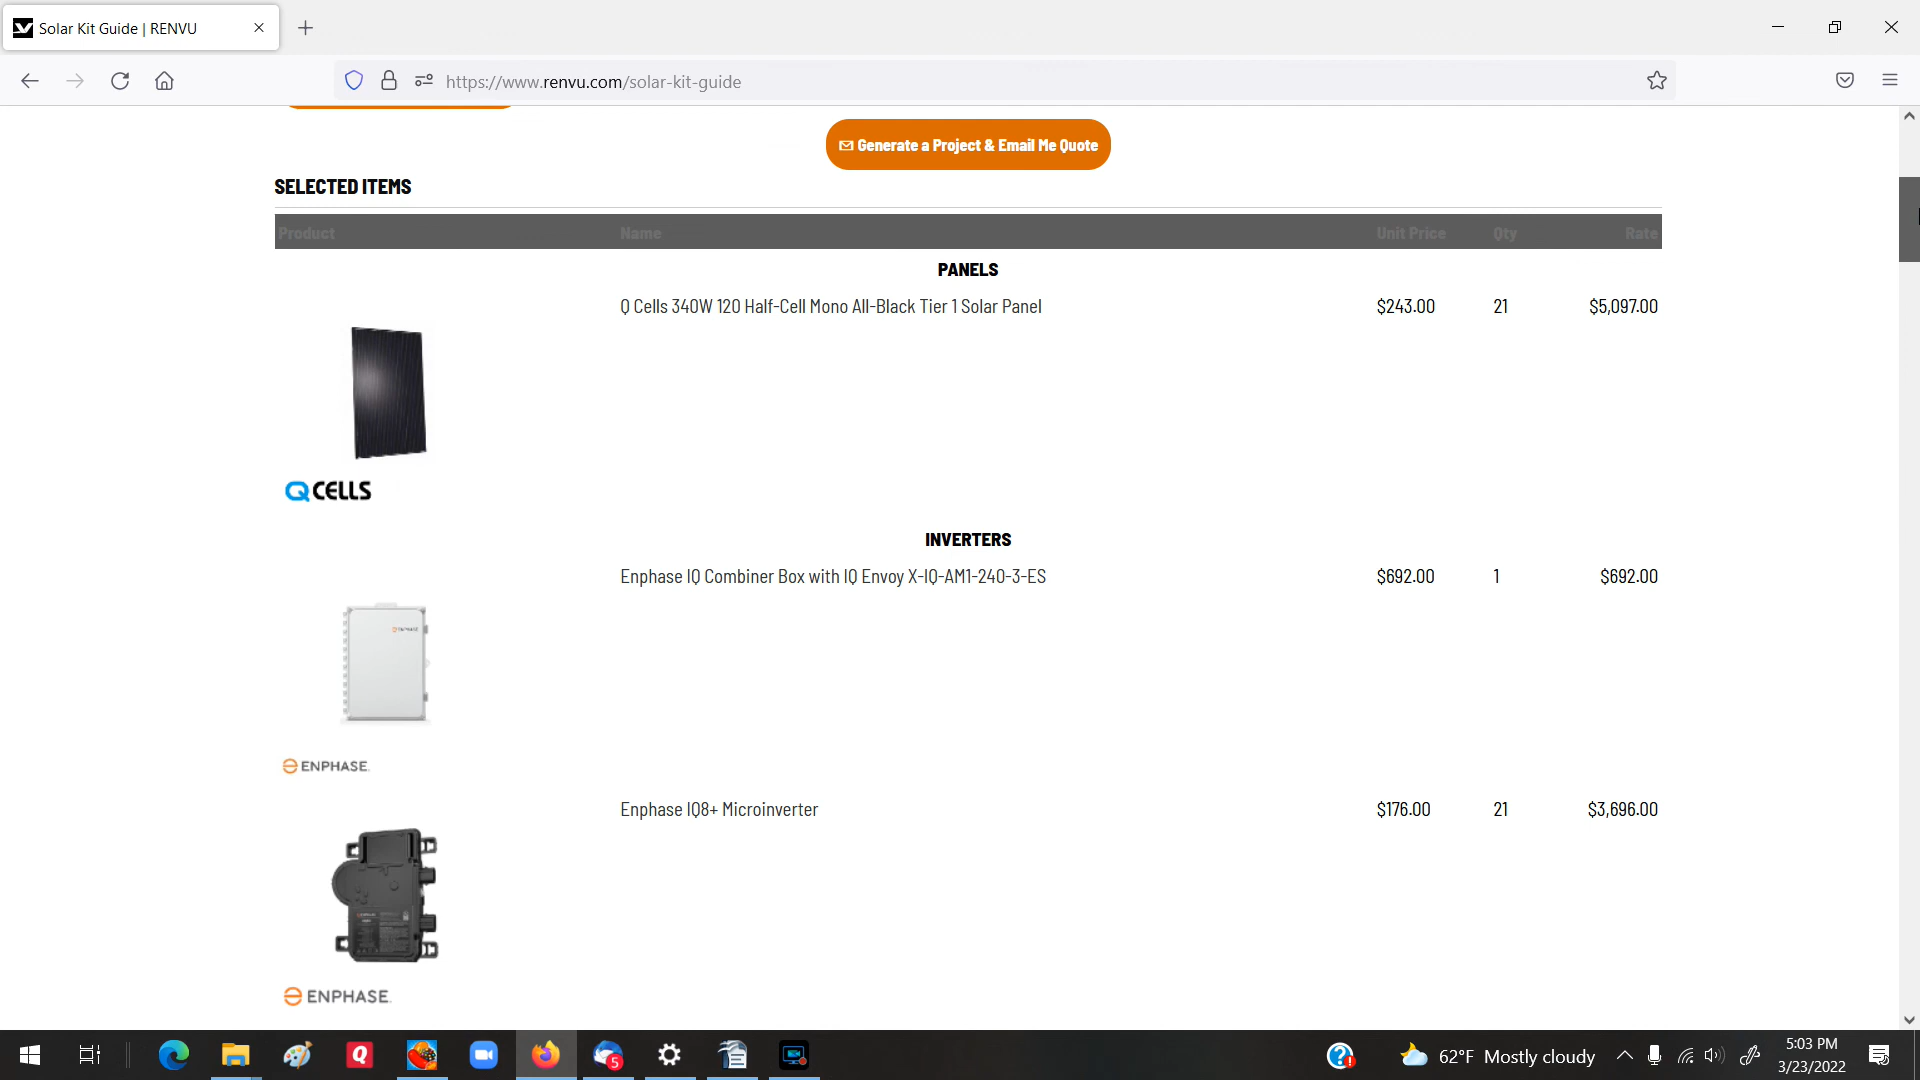 Solar Kit Guide | RENVU
https://www.renvu.com/solar-kit-guide
Generate a Project & Email Me Quote
SELECTED ITEMS
Product Name Unit Price Qty Rate
PANELS
Q Cells 340W 120 Half-Cell Mono All-Black Tier 1 Solar Panel $243.00 21 $5,097.00
Q CELLS
INVERTERS
Enphase IQ Combiner Box with IQ Envoy X-IQ-AM1-240-3-ES $692.00 1 $692.00
ENPHASE
ENPHASE.
Enphase IQ8+ Microinverter $176.00 21 $3,696.00
ENPHASE.
5
62°F Mostly cloudy
5:03 PM
3/23/2022